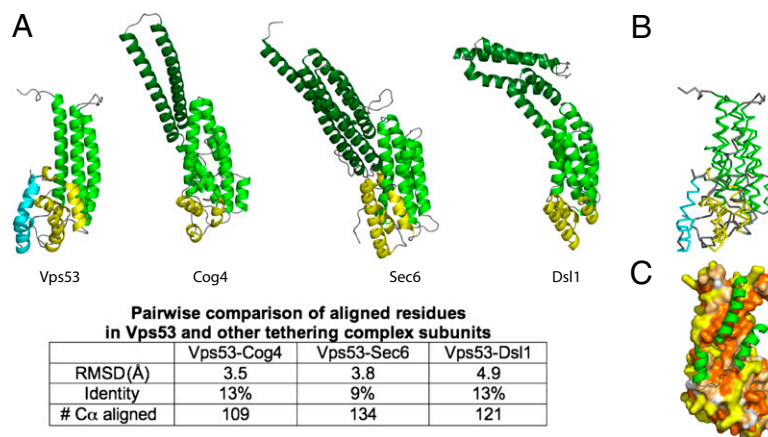 A
B
Vps53 Cog4 Sec6 Dsl1
C
Pairwise comparison of aligned residues
in Vps53 and other tethering complex subunits
Vps53-Cog4 Vps53-Sec6 Vps53-Dsl1
RMSD(Å) 3.5 3.8 4.9
Identity 13% 9% 13%
# Cα aligned 109 134 121